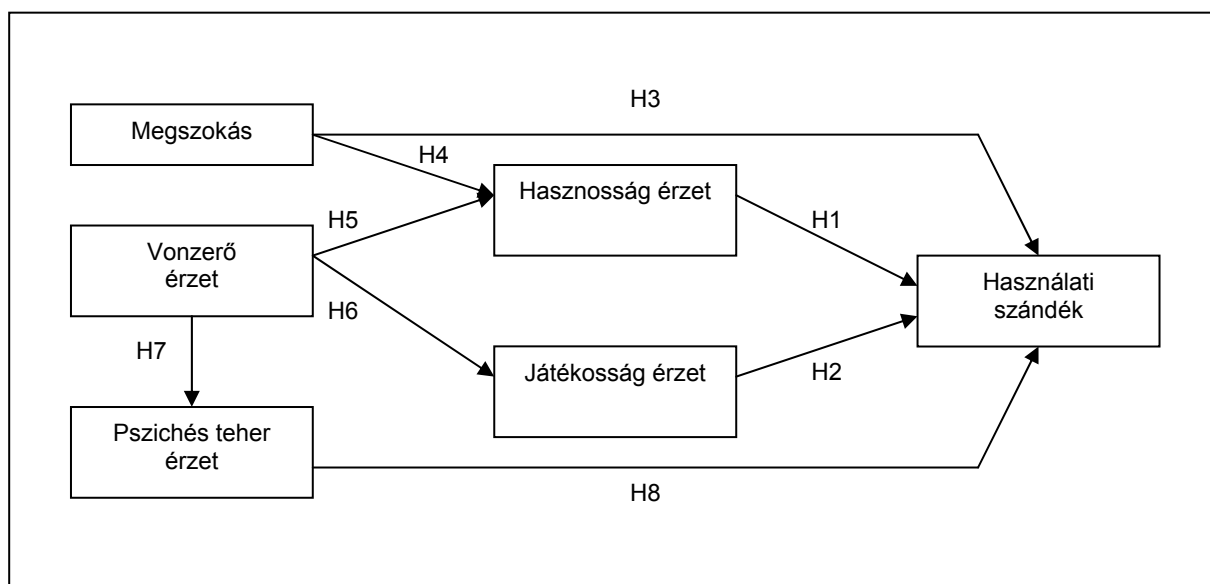 H3
Megszokás
H4
Hasznosság érzet
H5
H1
Vonzerő
érzet
Használati
szándék
H6
H7
Játékosság érzet
H2
Pszichés teher
érzet
H8